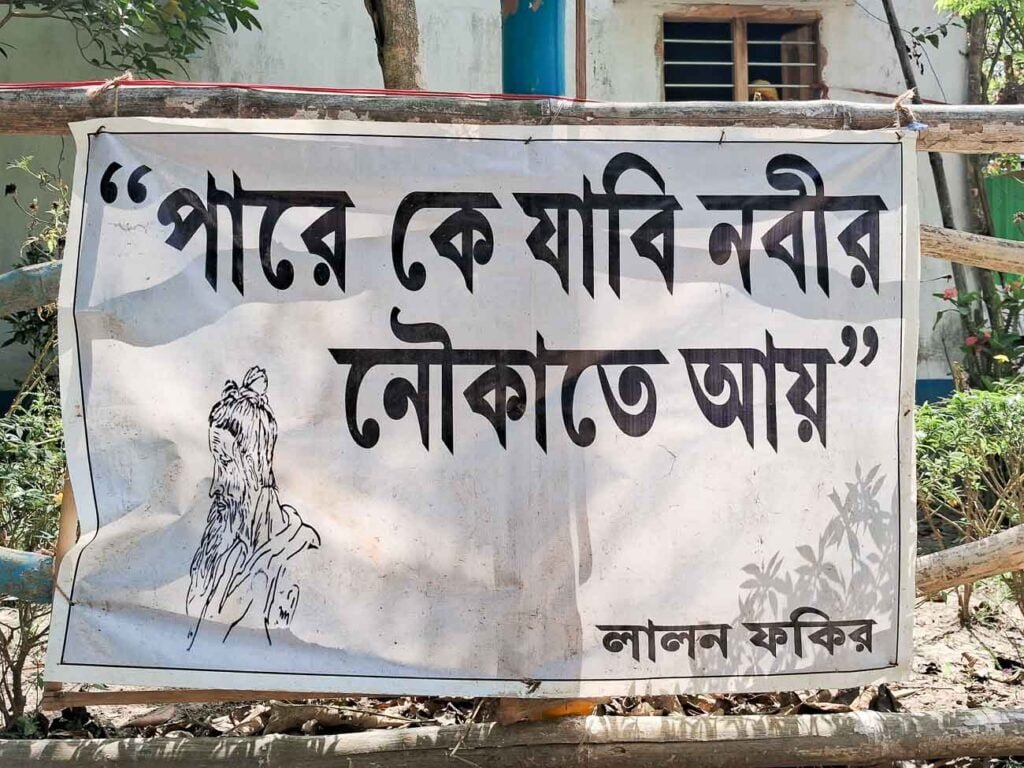 “পারে কে যাবি নবীর
নৌকাতে আয়”
লালন ফকির